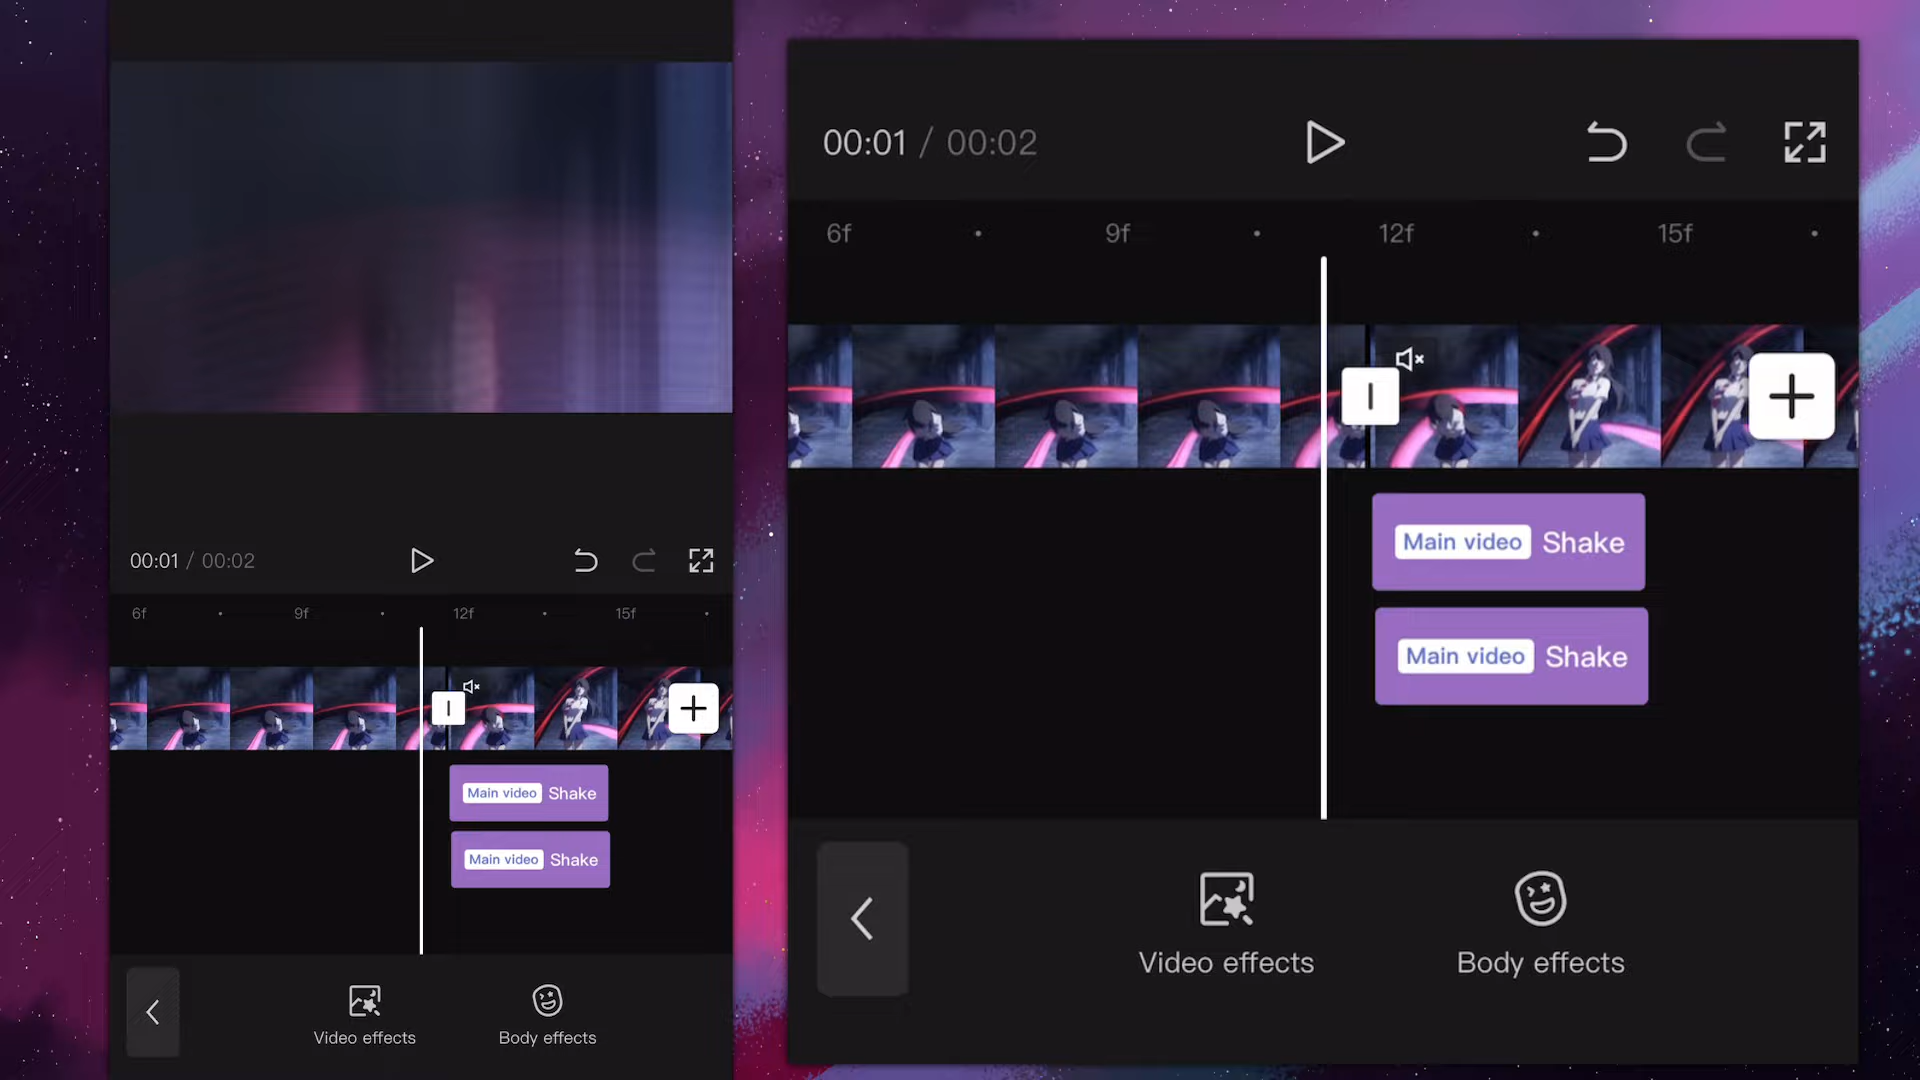 00:01 / 00:02
6f 9f 12f 15f
Main video Shake
Main video Shake
Video effects Body effects
00:01 / 00:02
6f 9f 12f 15f
Main video Shake
Main video Shake
Video effects Body effects